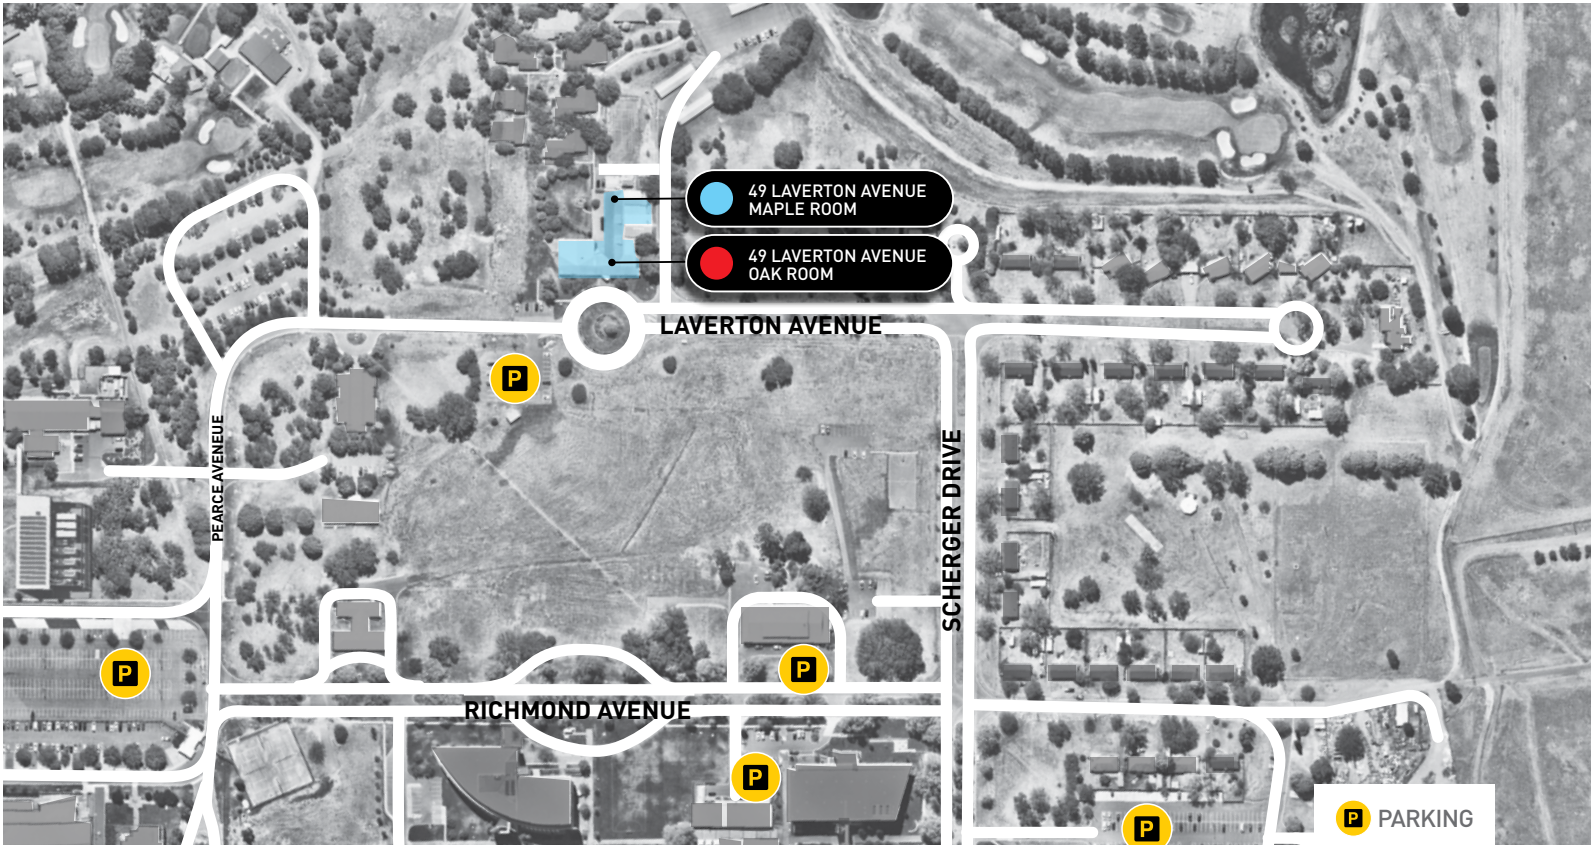 49 LAVERTON AVENUE
MAPLE ROOM
49 LAVERTON AVENUE
OAK ROOM
LAVERTON AVENUE
P
PEARCE AVENEUE
SCHERGER DRIVE
P
P
RICHMOND AVENUE
P
P
P PARKING